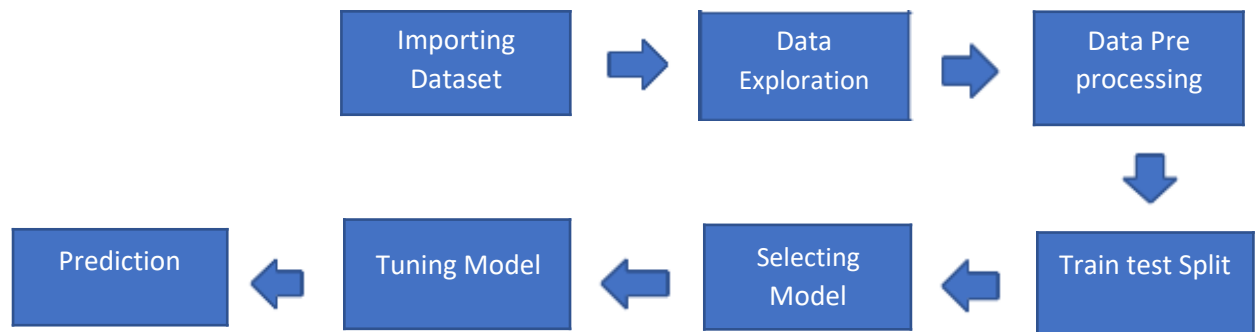 Importing
Dataset
Data
Exploration
Data Pre
processing
Train test Split
Selecting
Model
Tuning Model
Prediction